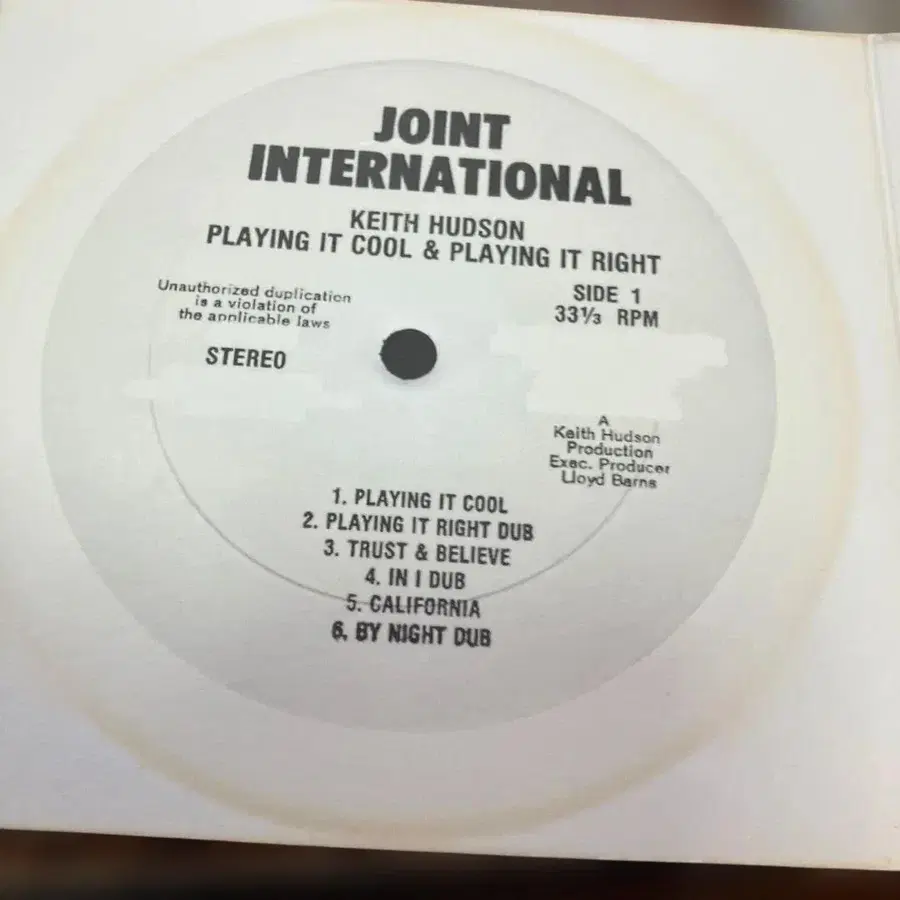 JOINT
INTERNATIONAL
KEITH HUDSON
PLAYING IT COOL & PLAYING IT RIGHT
Unauthorized duplication
is a violation of
the applicable laws
SIDE 1
33⅓ RPM
STEREO
A
Keith Hudson
Production
Exec. Producer
Lloyd Barns
1. PLAYING IT COOL
2. PLAYING IT RIGHT DUB
3. TRUST & BELIEVE
4. IN I DUB
5. CALIFORNIA
6. BY NIGHT DUB